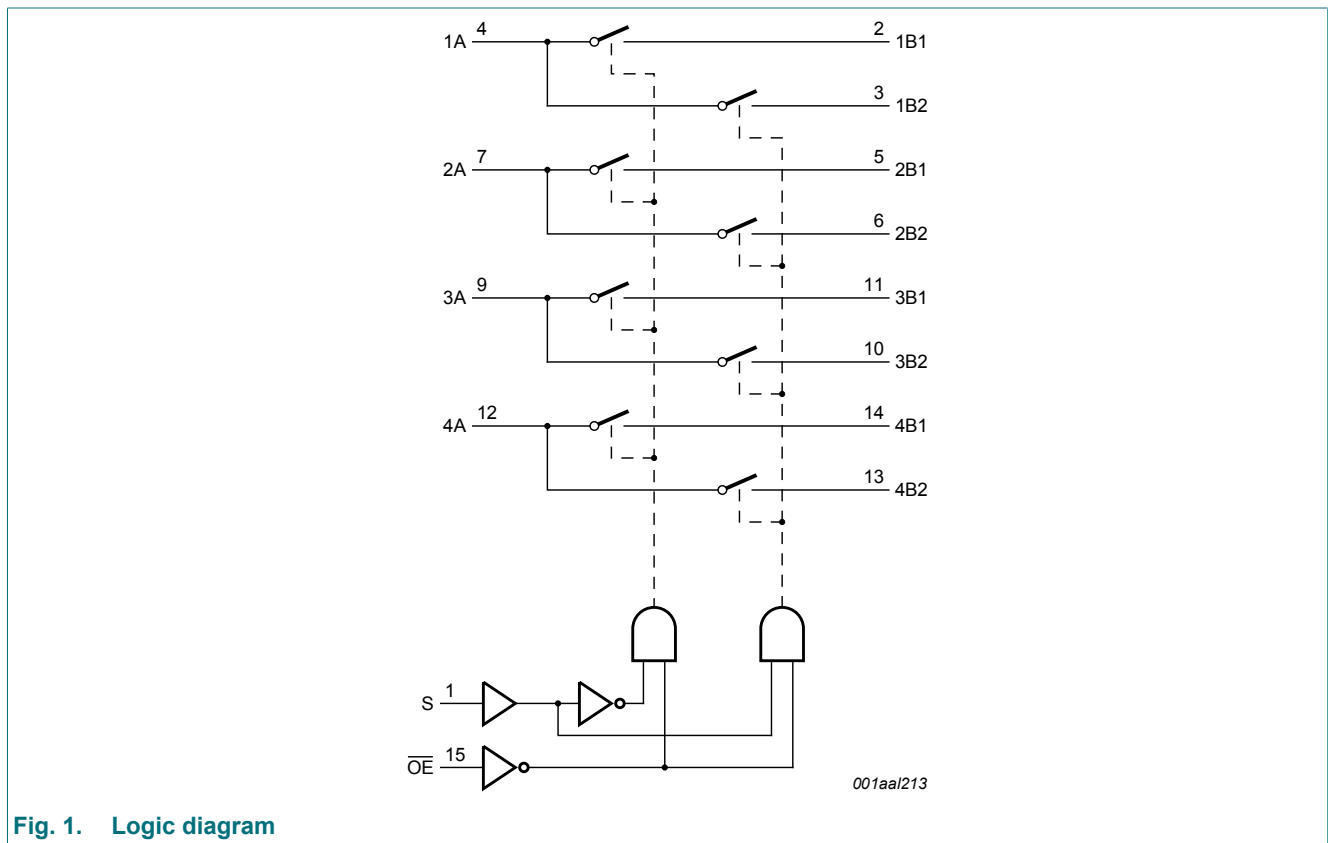 1A 4 2 1B1
3 1B2
2A 7 5 2B1
6 2B2
3A 9 11 3B1
10 3B2
4A 12 14 4B1
13 4B2
S 1
OE 15
001aal213
Fig. 1. Logic diagram